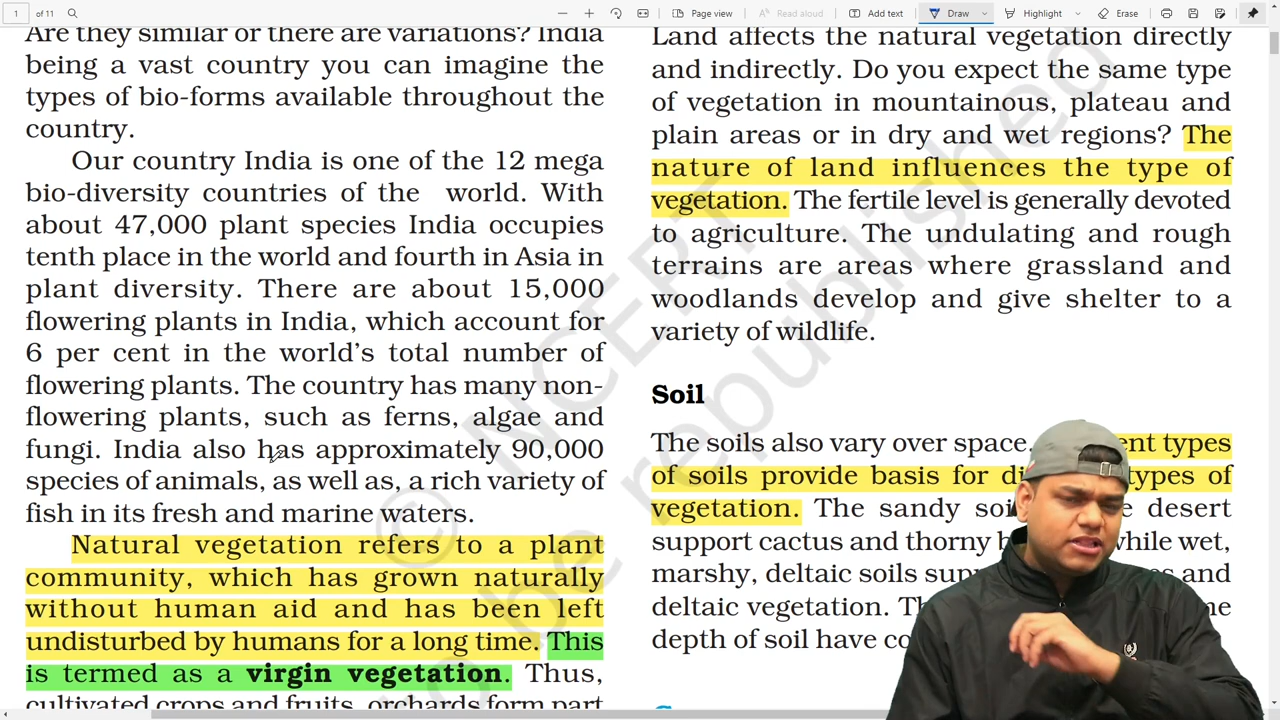 1 of 11
Page view
Read aloud
Add text
Draw
Highlight
Erase
Are they similar or there are variations? India
being a vast country you can imagine the
types of bio-forms available throughout the
country.
Our country India is one of the 12 mega
bio-diversity countries of the world. With
about 47,000 plant species India occupies
tenth place in the world and fourth in Asia in
plant diversity. There are about 15,000
flowering plants in India, which account for
6 per cent in the world's total number of
flowering plants. The country has many non-
flowering plants, such as ferns, algae and
fungi. India also has approximately 90,000
species of animals, as well as, a rich variety of
fish in its fresh and marine waters.
Natural vegetation refers to a plant
community, which has grown naturally
without human aid and has been left
undisturbed by humans for a long time. This
is termed as a virgin vegetation. Thus,
cultivated crops and fruits, orchards form part
Land affects the natural vegetation directly
and indirectly. Do you expect the same type
of vegetation in mountainous, plateau and
plain areas or in dry and wet regions? The
nature of land influences the type of
vegetation. The fertile level is generally devoted
to agriculture. The undulating and rough
terrains are areas where grassland and
woodlands develop and give shelter to a
variety of wildlife.
Soil
The soils also vary over space. types
of soils provide basis for types of
vegetation. The sandy desert
support cactus and thorny while wet,
marshy, deltaic soils and
deltaic vegetation.
depth of soil have
© NCERT
be republished